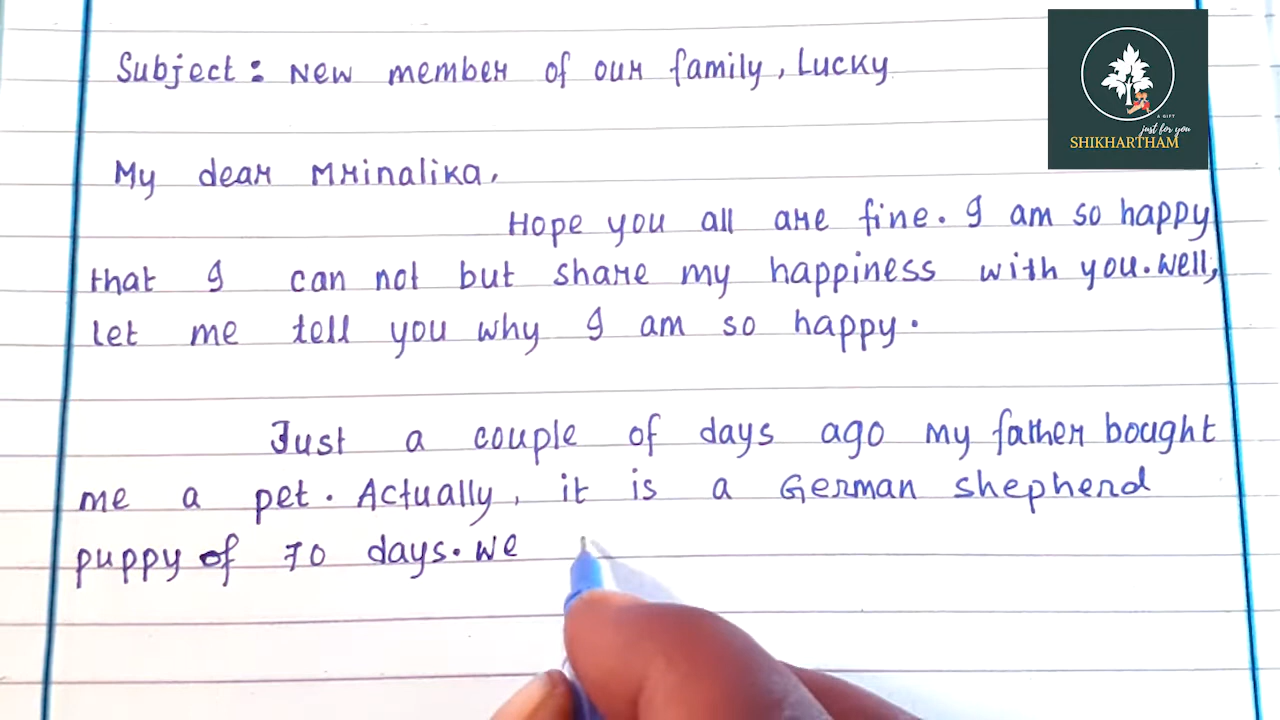 Subject: New member of our family, Lucky
A GIFT
just for you
SHIKHARTHAM
My dear Mrinalika,
Hope you all are fine. I am so happy
that I can not but share my happiness with you. Well,
let me tell you why I am so happy.
Just a couple of days ago my father bought
me a pet. Actually, it is a German shepherd
puppy of 70 days. We